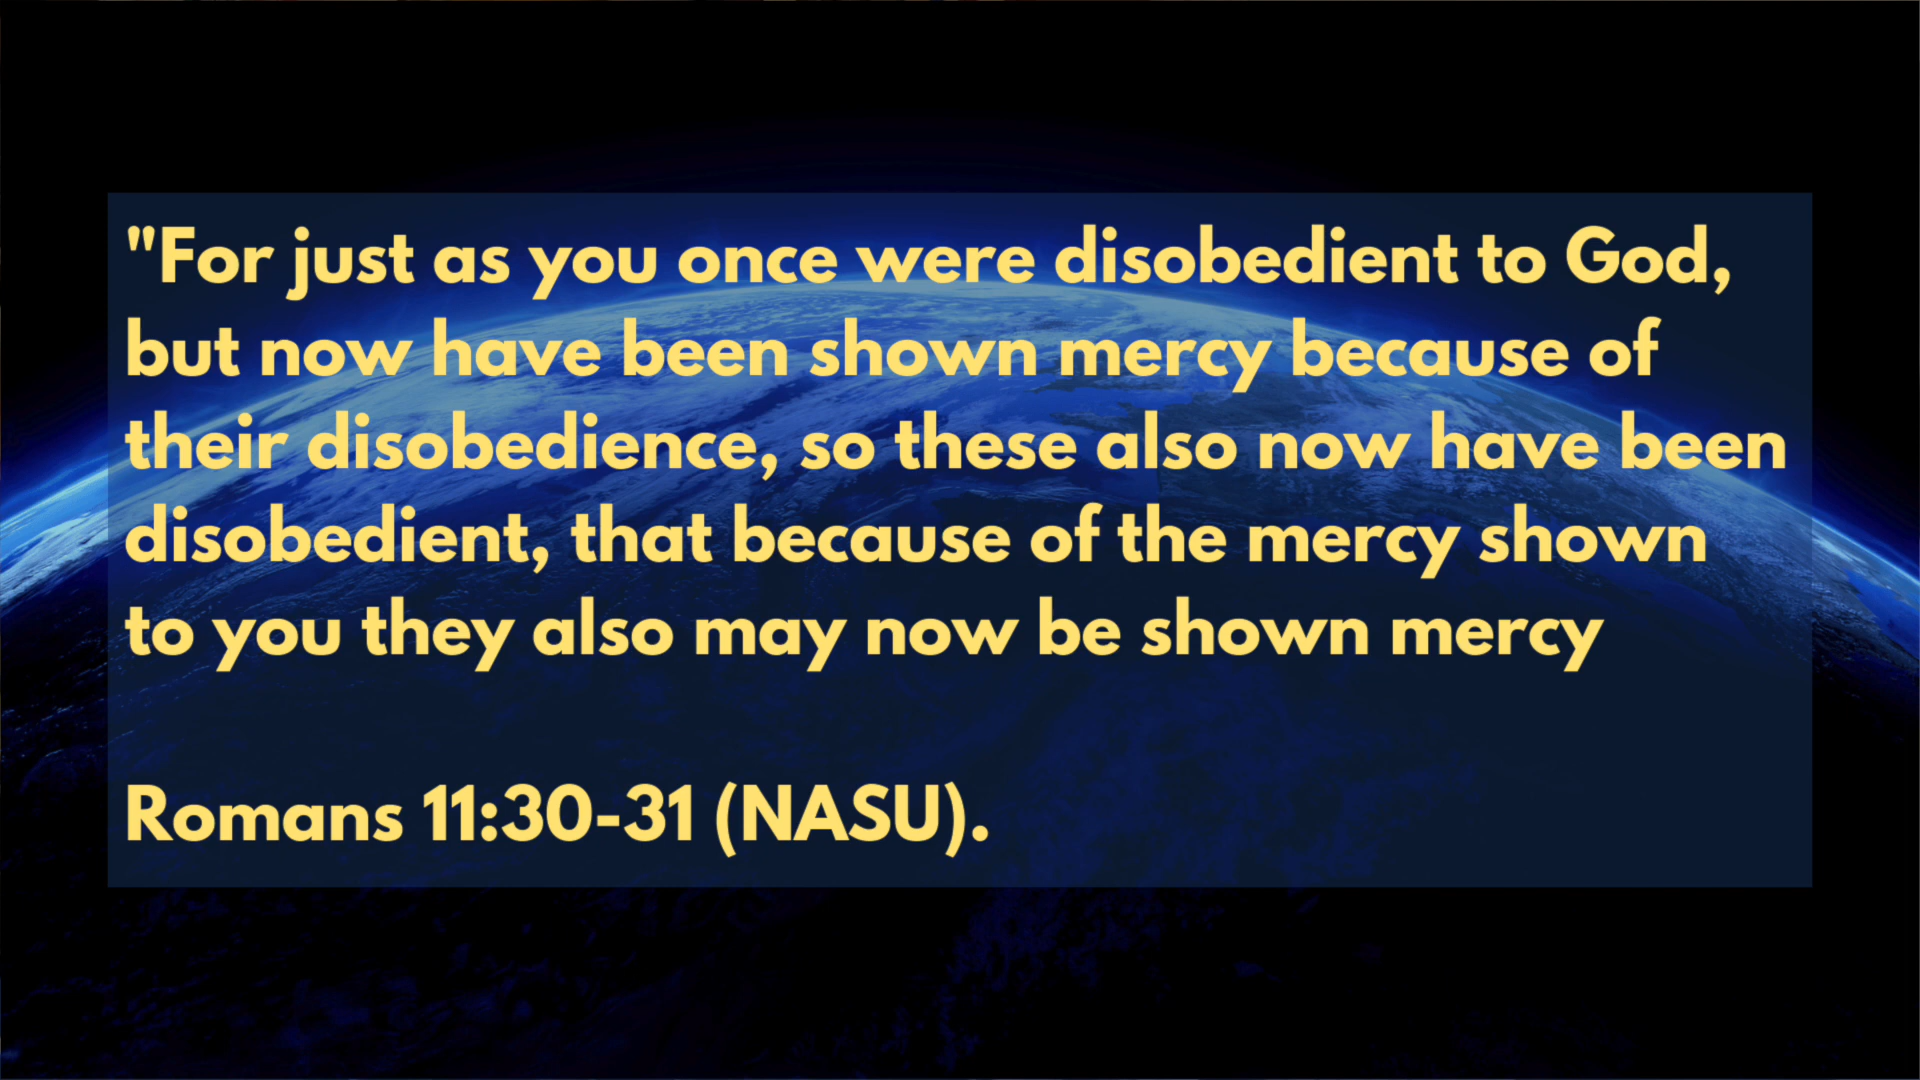 "For just as you once were disobedient to God,
but now have been shown mercy because of
their disobedience, so these also now have been
disobedient, that because of the mercy shown
to you they also may now be shown mercy
Romans 11:30-31 (NASU).